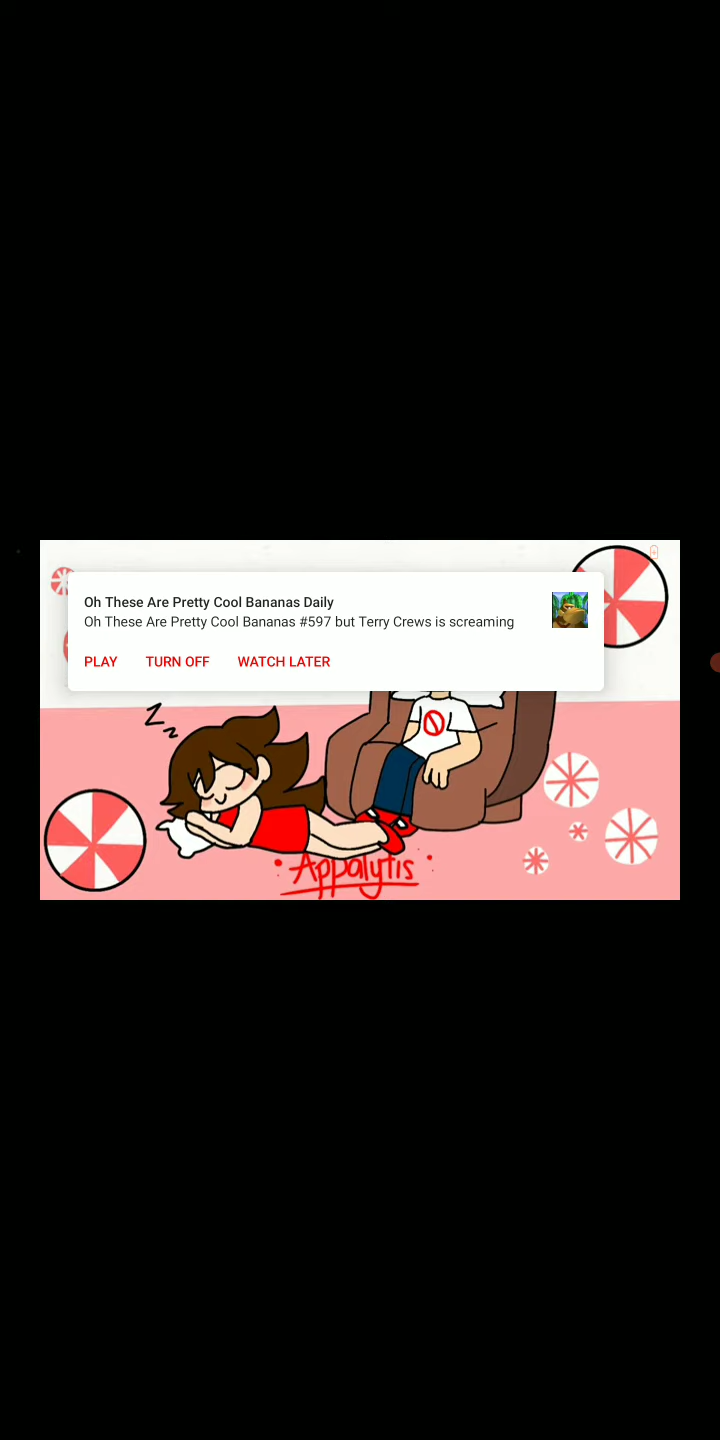 Oh These Are Pretty Cool Bananas Daily
Oh These Are Pretty Cool Bananas #597 but Terry Crews is screaming
PLAY TURN OFF WATCH LATER
zz
Appalytis